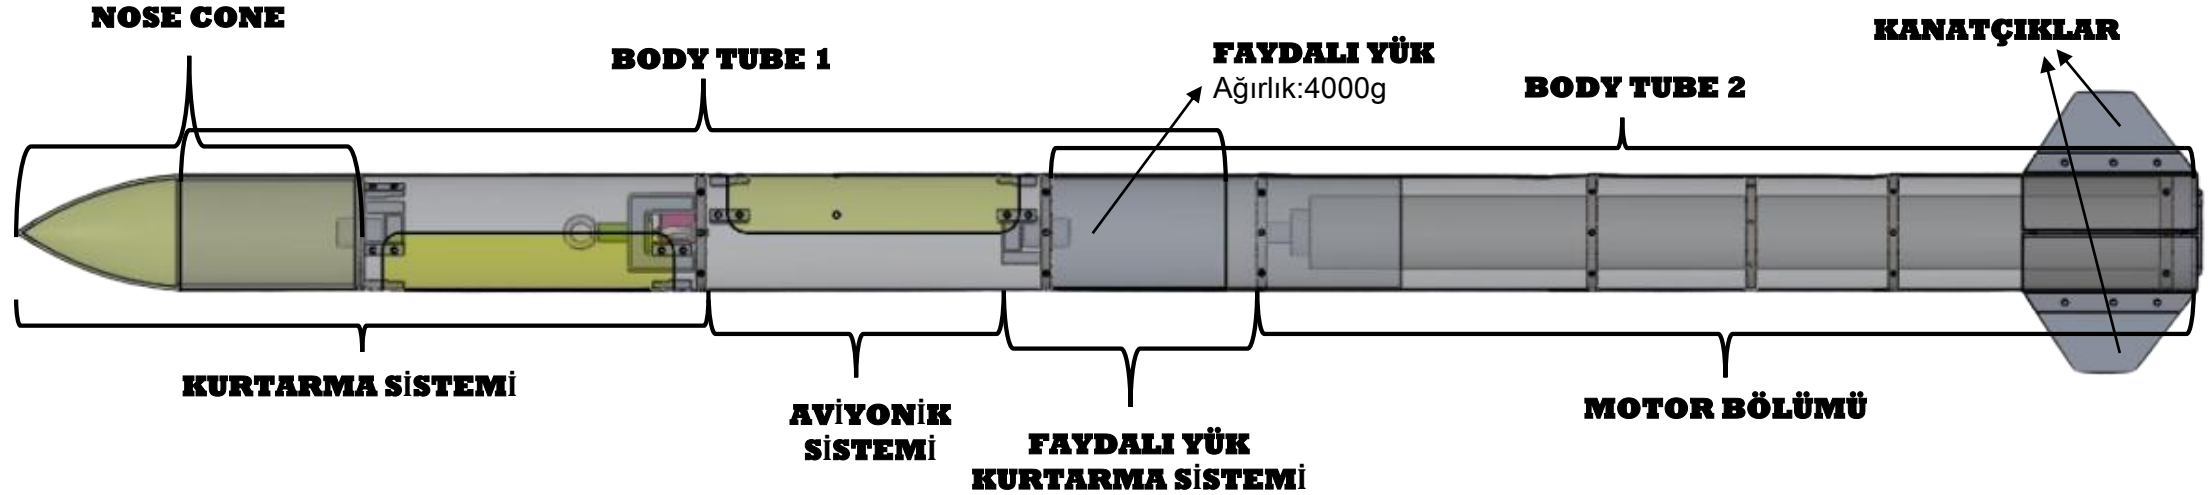 NOSE CONE
BODY TUBE 1
FAYDALI YÜK
Ağırlık:4000g
BODY TUBE 2
KANATÇIKLAR
KURTARMA SİSTEMİ
AVİYONİK
SİSTEMİ
FAYDALI YÜK
KURTARMA SİSTEMİ
MOTOR BÖLÜMÜ